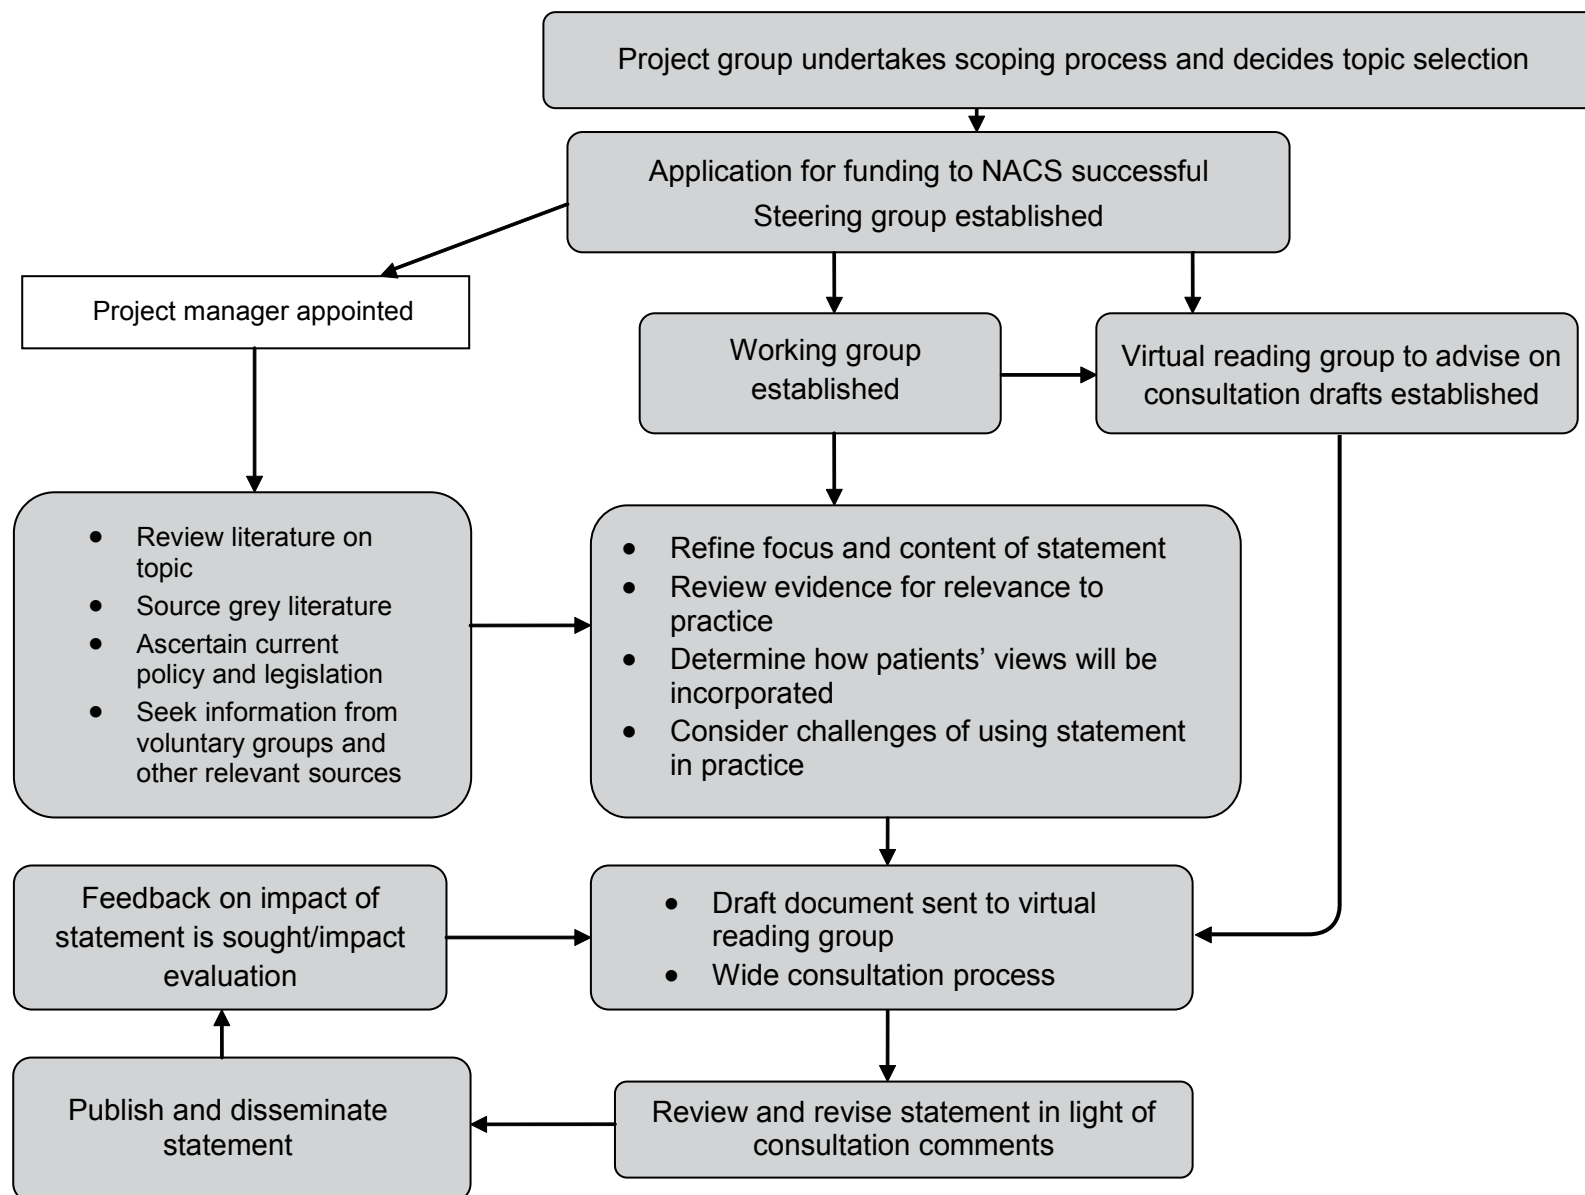 Project group undertakes scoping process and decides topic selection
Application for funding to NACS successful
Steering group established
Project manager appointed
Working group
established
Virtual reading group to advise on
consultation drafts established
• Review literature on
topic
• Source grey literature
• Ascertain current
policy and legislation
• Seek information from
voluntary groups and
other relevant sources
• Refine focus and content of statement
• Review evidence for relevance to
practice
• Determine how patients’ views will be
incorporated
• Consider challenges of using statement
in practice
Feedback on impact of
statement is sought/impact
evaluation
• Draft document sent to virtual
reading group
• Wide consultation process
Publish and disseminate
statement
Review and revise statement in light of
consultation comments